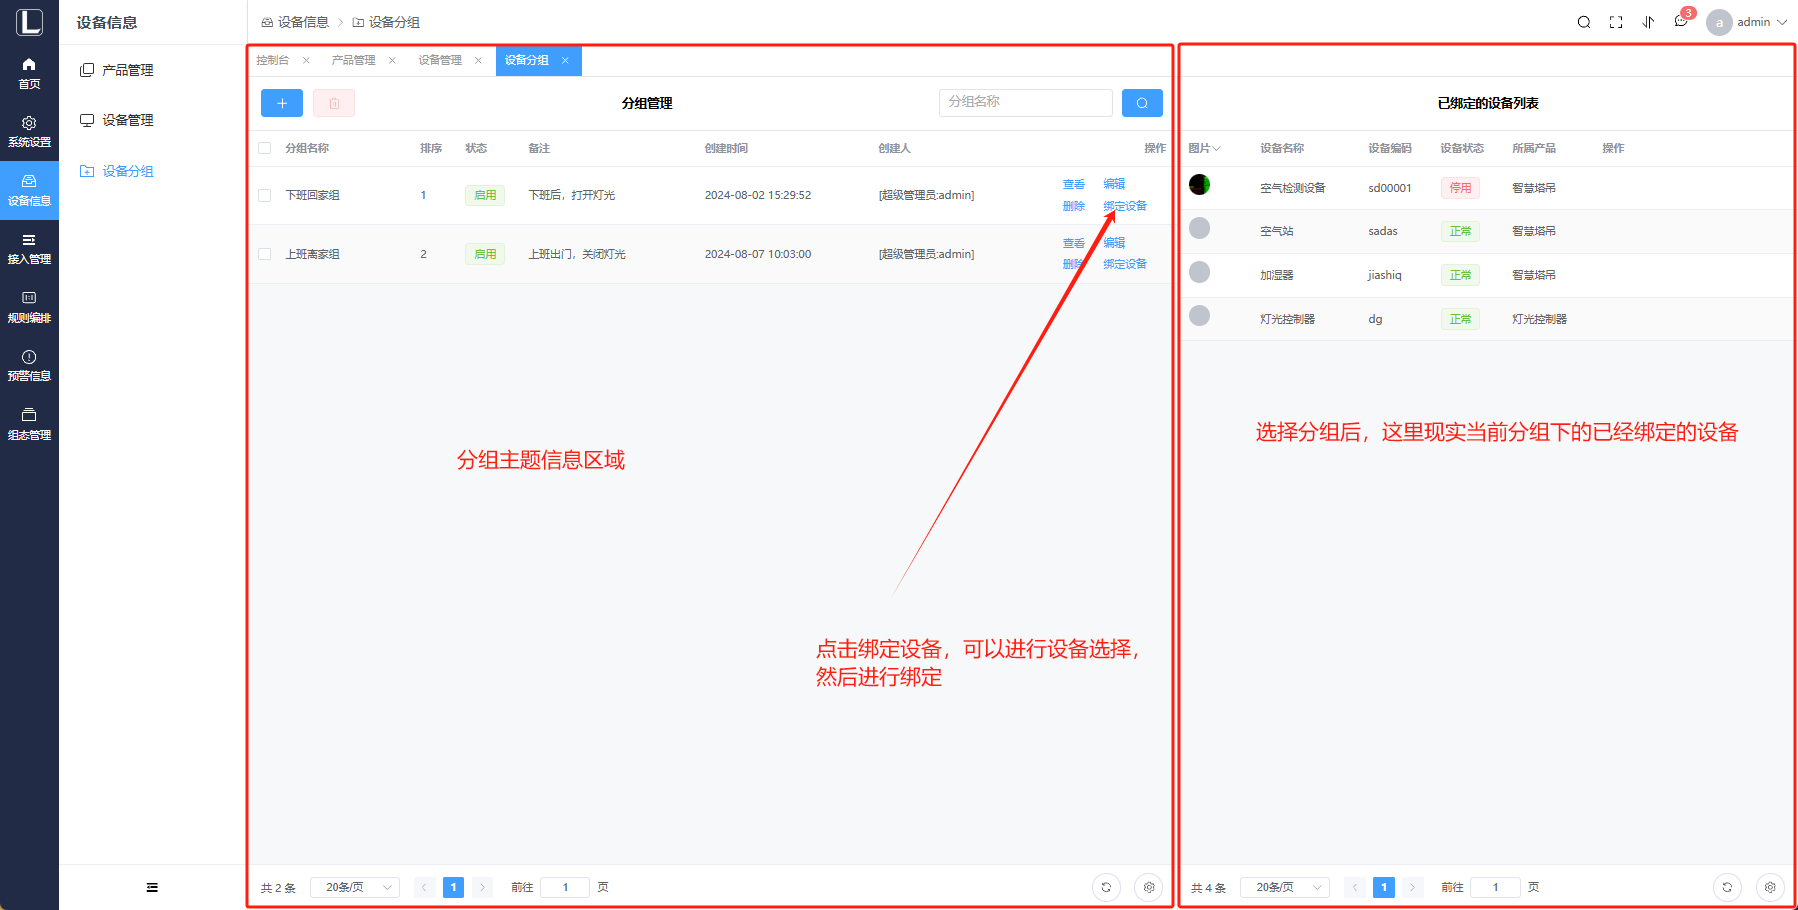 L
首页
系统设置
设备信息
接入管理
规则编排
预警信息
组态管理
设备信息
产品管理
设备管理
设备分组
设备信息 > 设备分组
3
a admin
控制台 × 产品管理 × 设备管理 × 设备分组 ×
+ 分组管理 分组名称
分组名称 排序 状态 备注 创建时间 创建人 操作
下班回家组 1 启用 下班后，打开灯光 2024-08-02 15:29:52 [超级管理员:admin] 查看 编辑
删除 绑定设备
上班离家组 2 启用 上班出门，关闭灯光 2024-08-07 10:03:00 [超级管理员:admin] 查看 编辑
删除 绑定设备
分组主题信息区域
点击绑定设备，可以进行设备选择，
然后进行绑定
共 2 条 20条/页 < 1 > 前往 1 页
已绑定的设备列表
图片 设备名称 设备编码 设备状态 所属产品 操作
空气检测设备 sd00001 停用 智慧塔吊
空气站 sadas 正常 智慧塔吊
加湿器 jiashiq 正常 智慧塔吊
灯光控制器 dg 正常 灯光控制器
选择分组后，这里现实当前分组下的已经绑定的设备
共 4 条 20条/页 < 1 > 前往 1 页